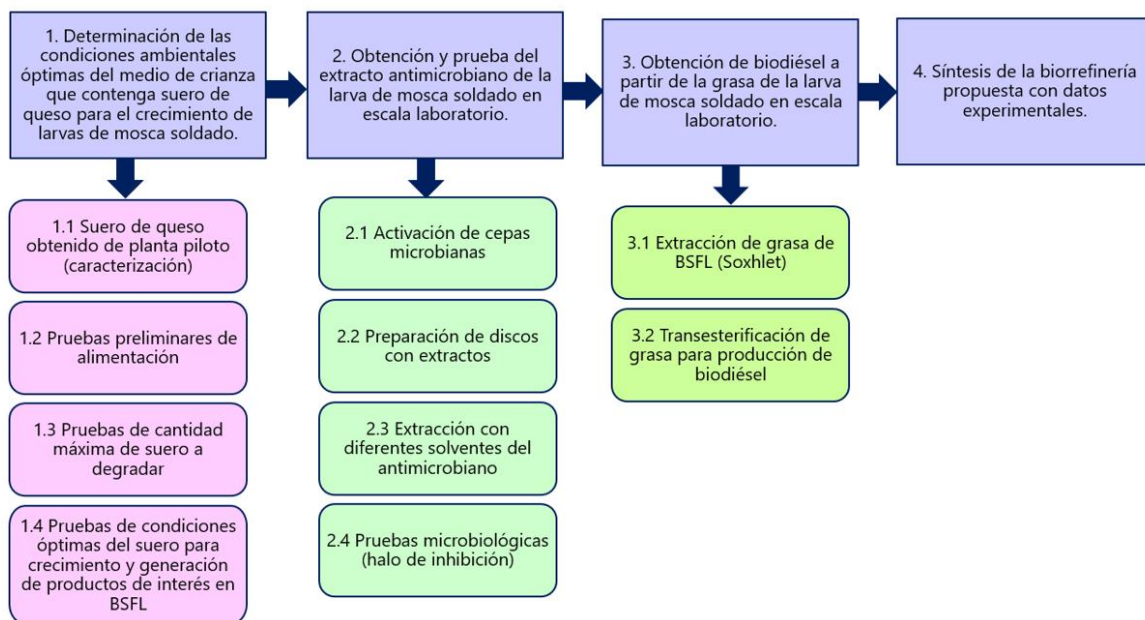 1. Determinación de las
condiciones ambientales
óptimas del medio de crianza
que contenga suero de
queso para el crecimiento de
larvas de mosca soldado.
2. Obtención y prueba del
extracto antimicrobiano de la
larva de mosca soldado en
escala laboratorio.
3. Obtención de biodiésel a
partir de la grasa de la larva
de mosca soldado en escala
laboratorio.
4. Síntesis de la biorrefinería
propuesta con datos
experimentales.
1.1 Suero de queso
obtenido de planta piloto
(caracterización)
1.2 Pruebas preliminares de
alimentación
1.3 Pruebas de cantidad
máxima de suero a
degradar
1.4 Pruebas de condiciones
óptimas del suero para
crecimiento y generación
de productos de interés en
BSFL
2.1 Activación de cepas
microbianas
2.2 Preparación de discos
con extractos
2.3 Extracción con
diferentes solventes del
antimicrobiano
2.4 Pruebas microbiológicas
(halo de inhibición)
3.1 Extracción de grasa de
BSFL (Soxhlet)
3.2 Transesterificación de
grasa para producción de
biodiésel